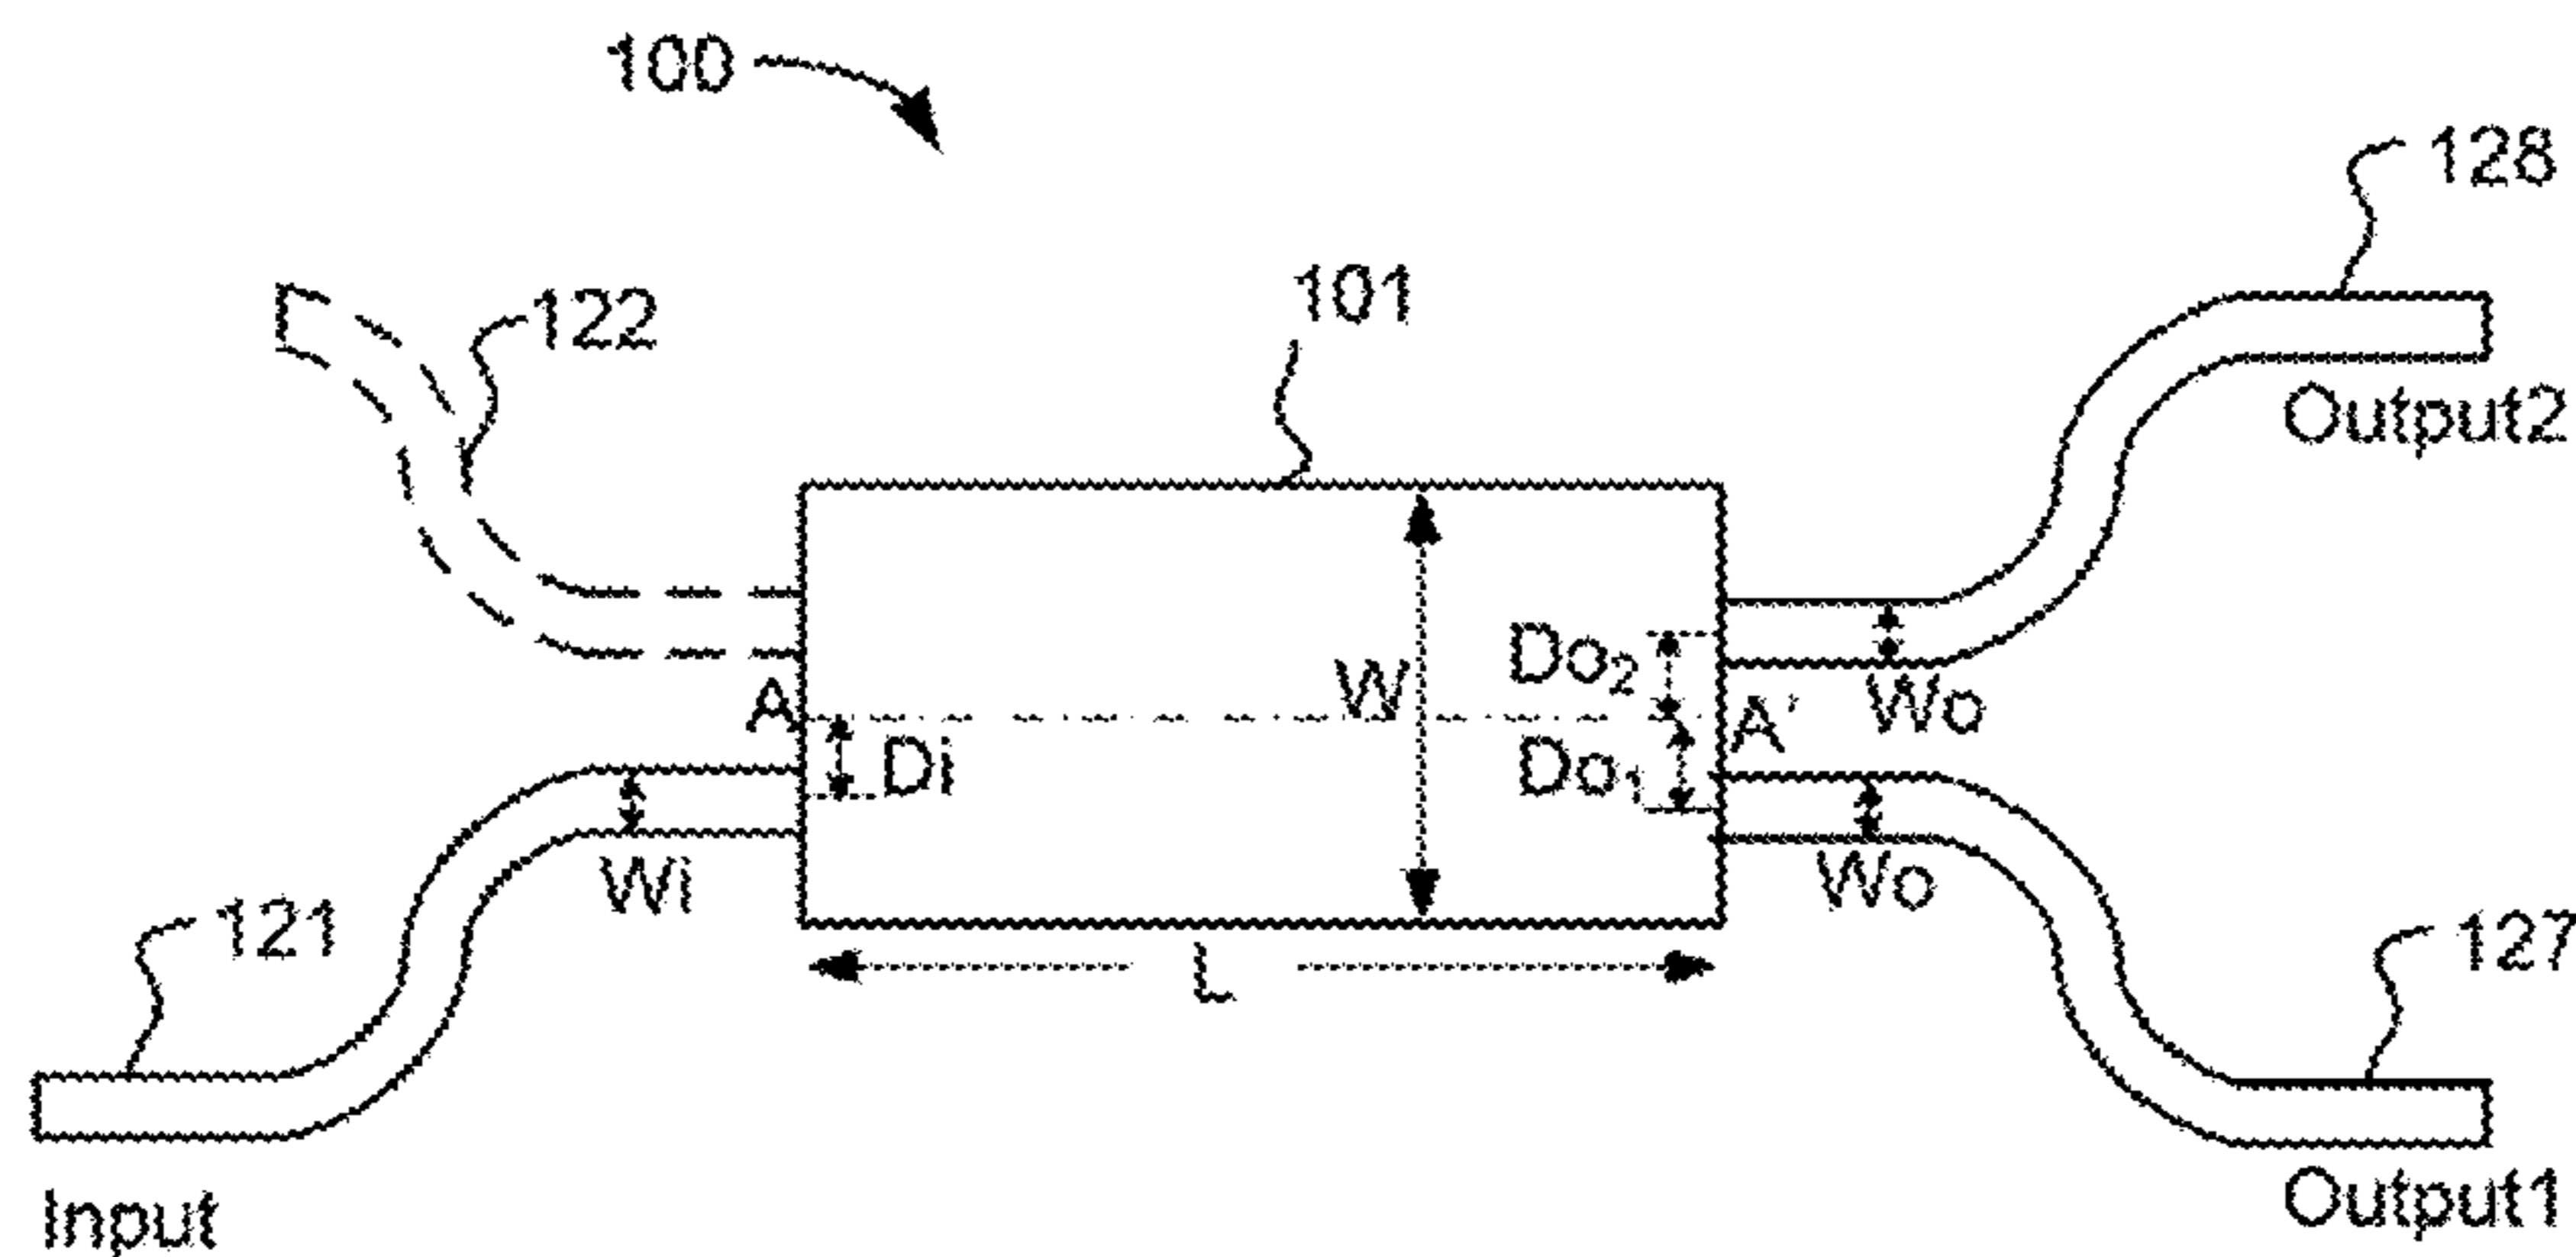 100
128
122
101
Output2
Do₂
W
A
A'
Wo
Di
Do₁
Wi
Wo
121
127
L
Input
Output1